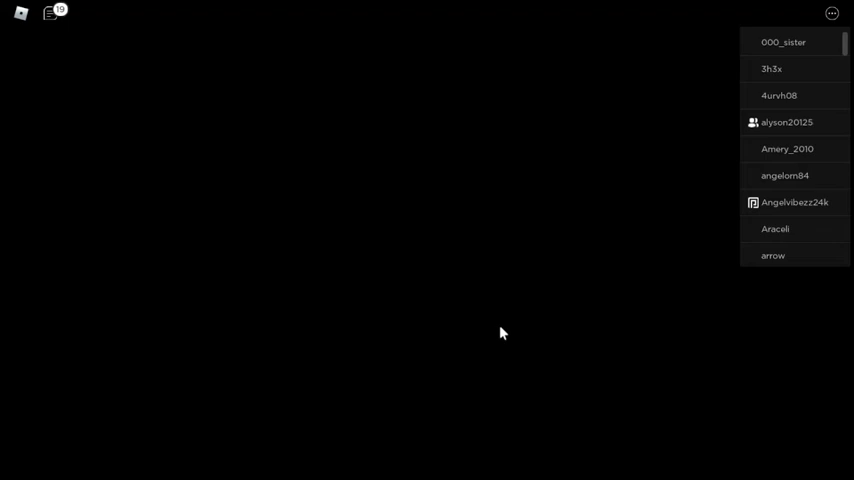 19
000_sister
3h3x
4urvh08
alyson20125
Amery_2010
angelom84
Angelvibezz24k
Araceli
arrow